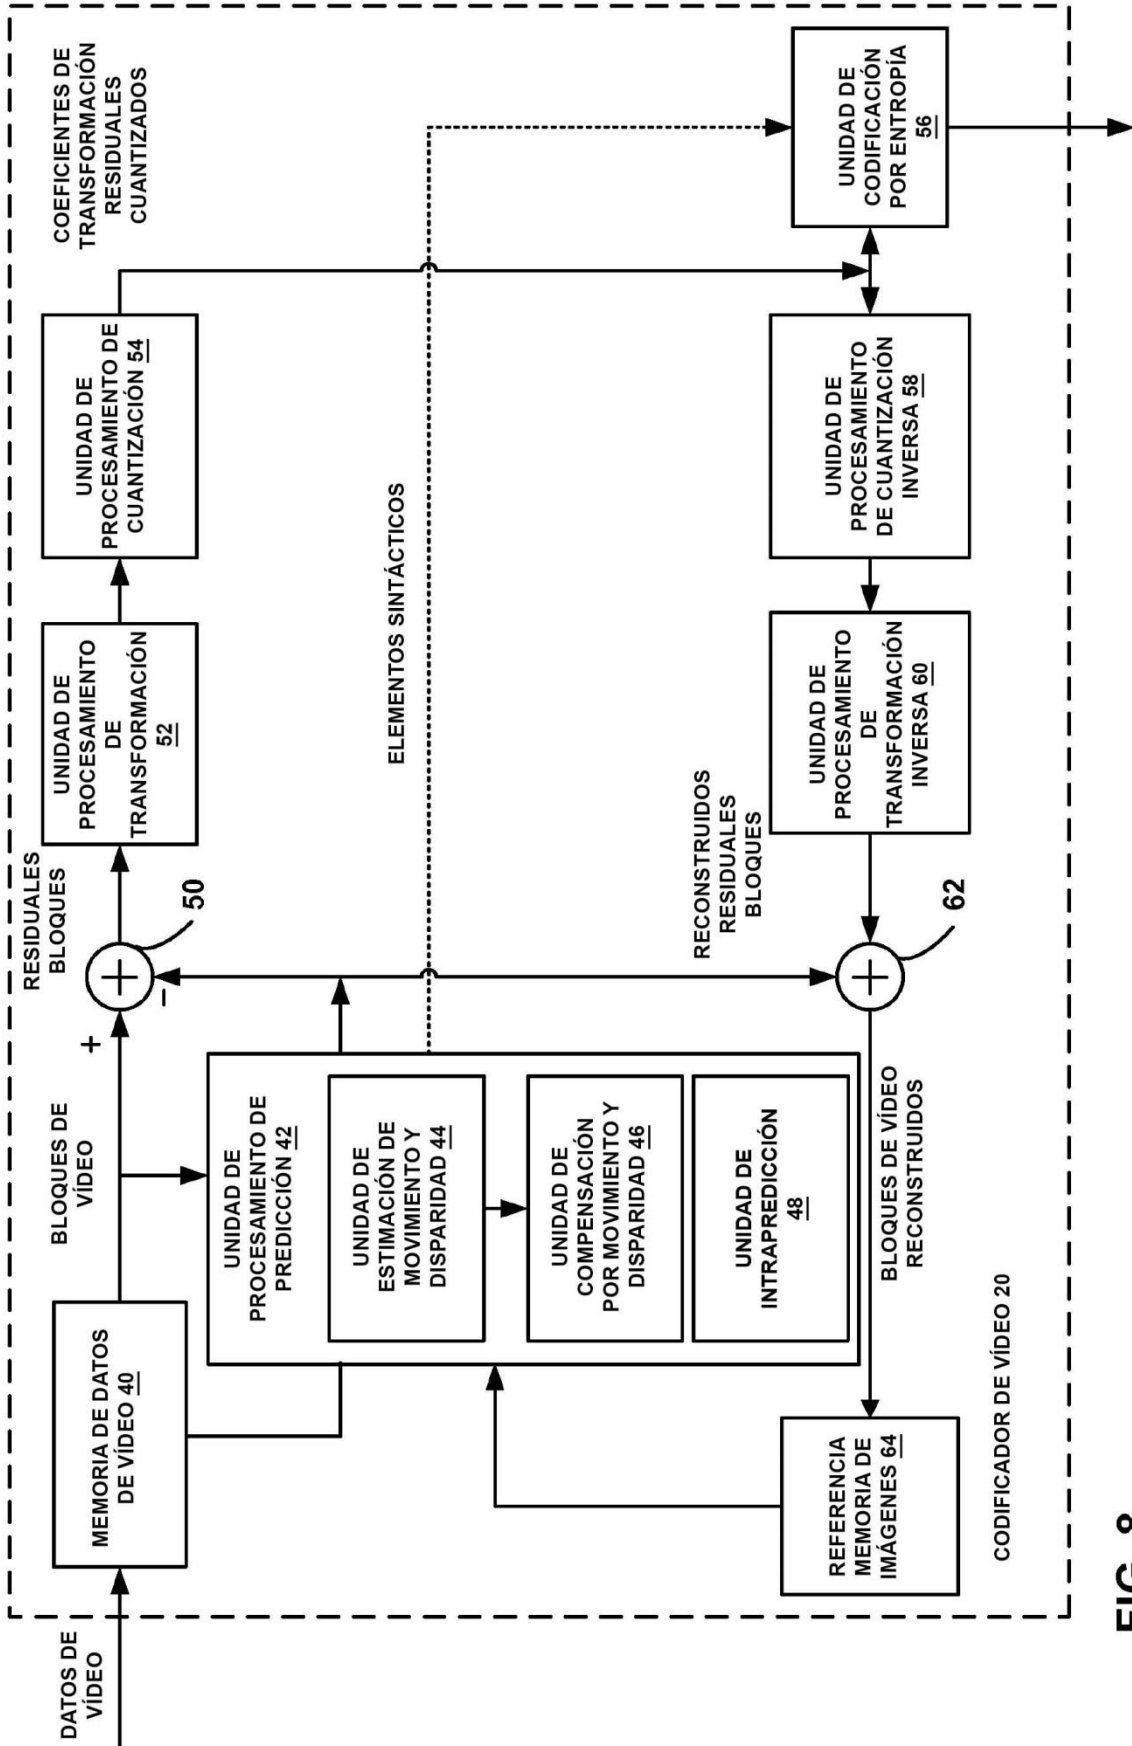 DATOS DE
VÍDEO
MEMORIA DE DATOS
DE VÍDEO 40
BLOQUES DE
VÍDEO
+
-
RESIDUALES
BLOQUES
50
UNIDAD DE
PROCESAMIENTO
DE
TRANSFORMACIÓN
52
UNIDAD DE
PROCESAMIENTO DE
CUANTIZACIÓN 54
COEFICIENTES DE
TRANSFORMACIÓN
RESIDUALES
CUANTIZADOS
UNIDAD DE
PROCESAMIENTO DE
PREDICCIÓN 42
UNIDAD DE
ESTIMACIÓN DE
MOVIMIENTO Y
DISPARIDAD 44
UNIDAD DE
COMPENSACIÓN
POR MOVIMIENTO Y
DISPARIDAD 46
UNIDAD DE
INTRAPREDICCIÓN
48
ELEMENTOS SINTÁCTICOS
REFERENCIA
MEMORIA DE
IMÁGENES 64
BLOQUES DE VÍDEO
RECONSTRUIDOS
62
RECONSTRUIDOS
RESIDUALES
BLOQUES
UNIDAD DE
PROCESAMIENTO
DE
TRANSFORMACIÓN
INVERSA 60
UNIDAD DE
PROCESAMIENTO
DE CUANTIZACIÓN
INVERSA 58
UNIDAD DE
CODIFICACIÓN
POR ENTROPÍA
56
CODIFICADOR DE VÍDEO 20
FIG. 8